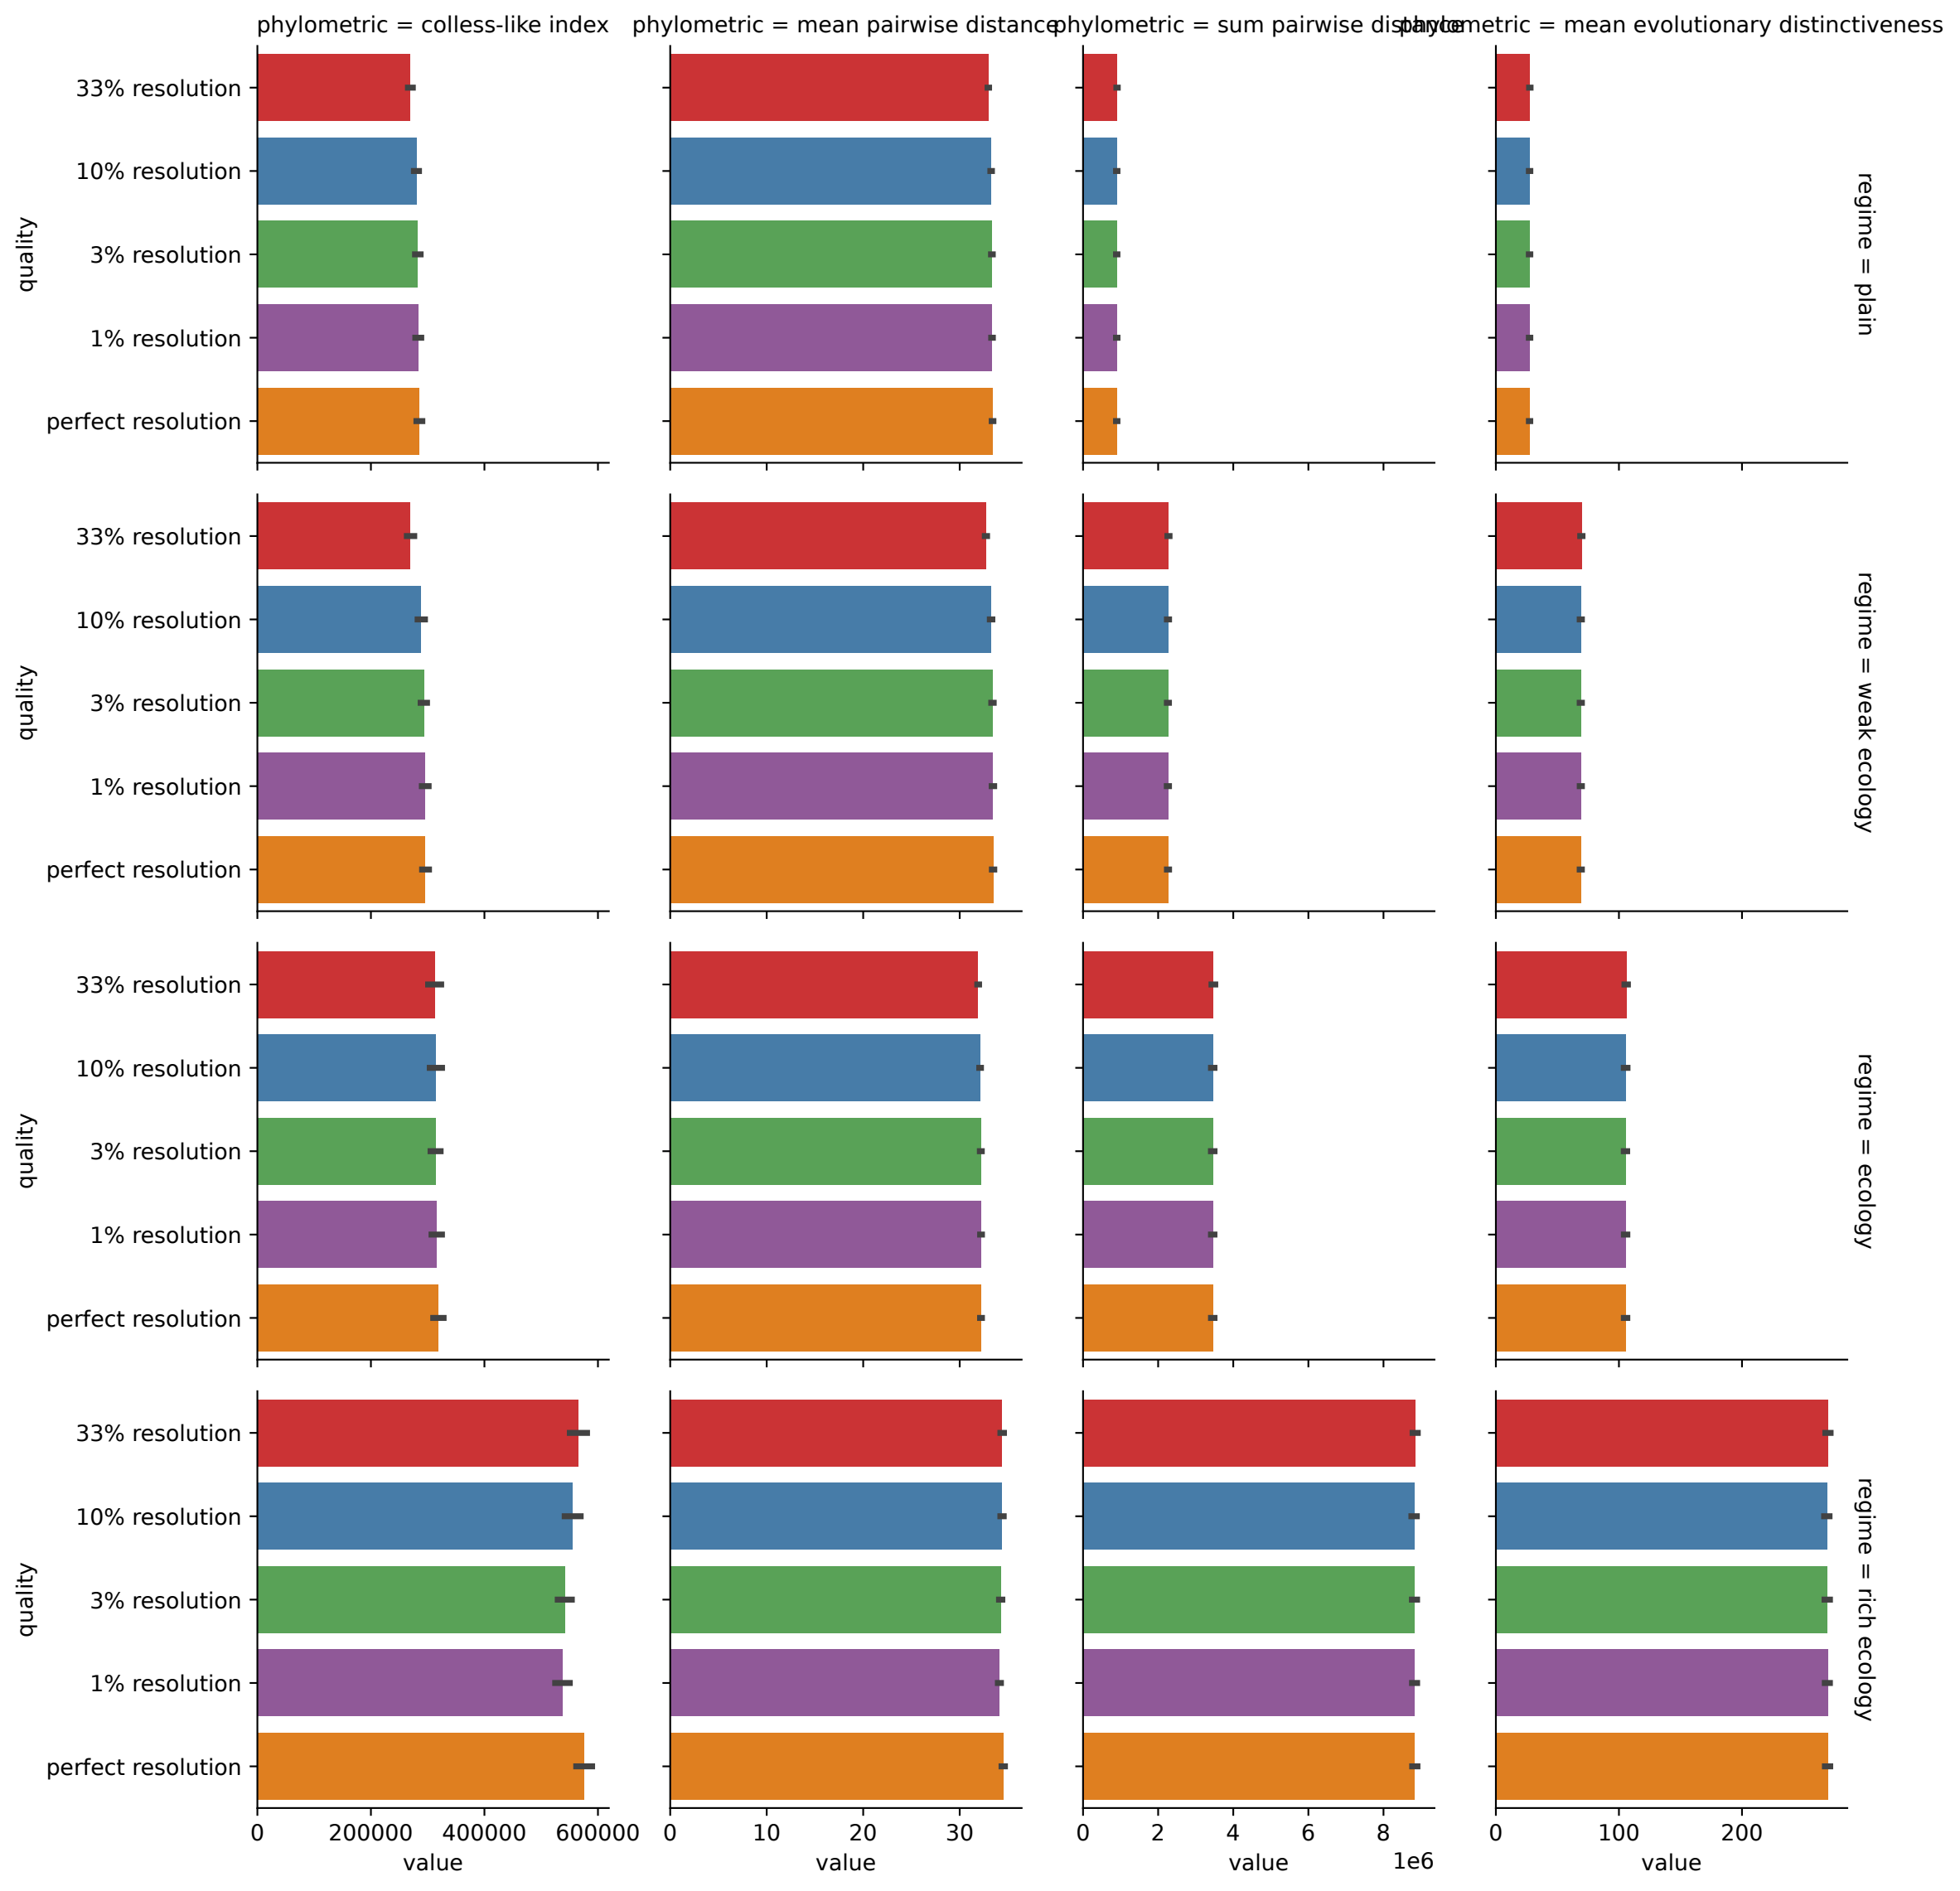 phylometric = colless-like index
phylometric = mean pairwise distance
phylometric = sum pairwise distance
phylometric = mean evolutionary distinctiveness
quality
33% resolution
10% resolution
3% resolution
1% resolution
perfect resolution
regime = plain
quality
33% resolution
10% resolution
3% resolution
1% resolution
perfect resolution
regime = weak ecology
quality
33% resolution
10% resolution
3% resolution
1% resolution
perfect resolution
regime = ecology
quality
33% resolution
10% resolution
3% resolution
1% resolution
perfect resolution
regime = rich ecology
0 200000 400000 600000
value
0 10 20 30
value
0 2 4 6 8
1e6
value
0 100 200
value